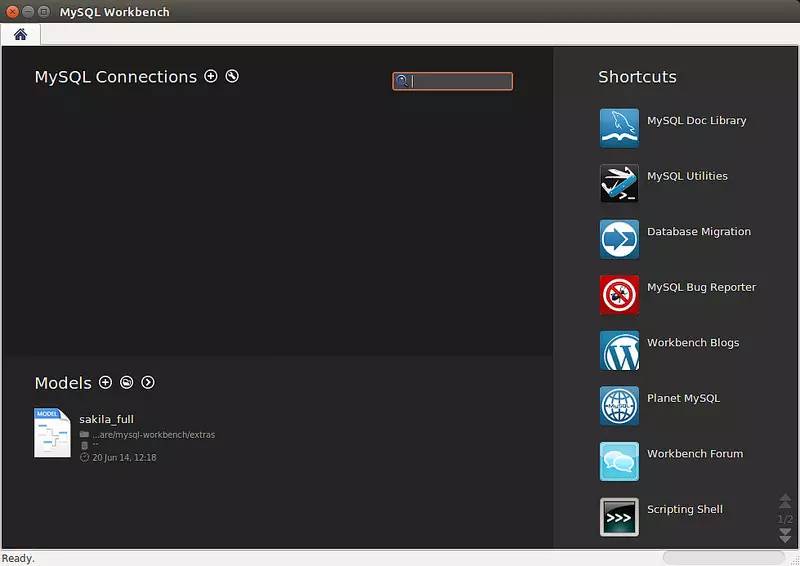 MySQL Workbench
MySQL Connections
Models
MODEL
sakila_full
...are/mysql-workbench/extras
--
20 Jun 14, 12:18
Shortcuts
MySQL Doc Library
MySQL Utilities
>_
Database Migration
MySQL Bug Reporter
Workbench Blogs
W
Planet MySQL
MySQL
Workbench Forum
Scripting Shell
>>>
1/2
Ready.